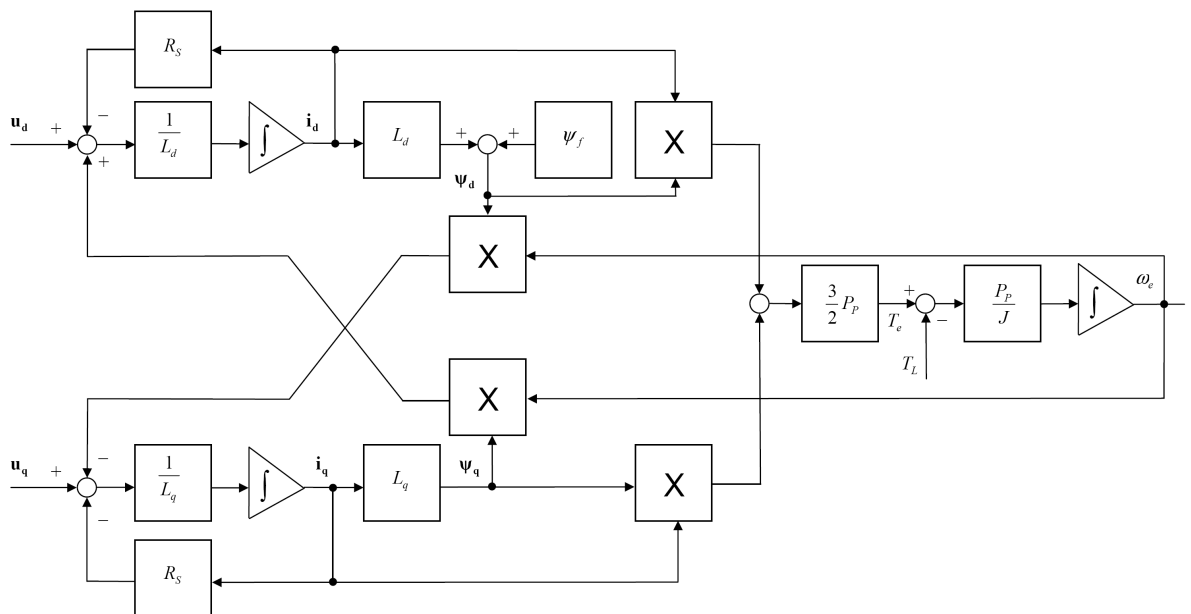 R_S
u_d
+
−
+
1
L_d
∫
i_d
L_d
+
+
ψ_f
X
ψ_d
X
3
2
P_P
+
T_e
−
T_L
P_P
J
∫
ω_e
X
u_q
+
−
−
1
L_q
∫
i_q
L_q
ψ_q
X
R_S